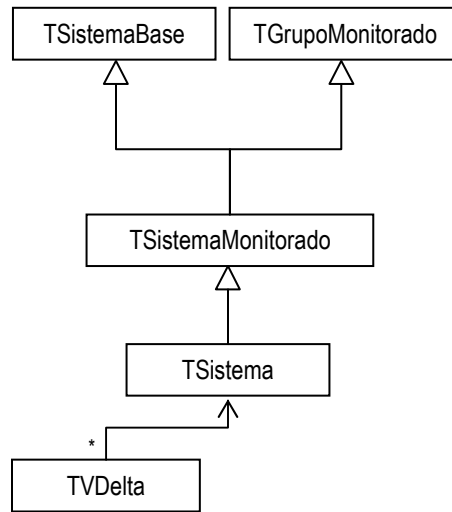 TSistemaBase
TGrupoMonitorado
TSistemaMonitorado
TSistema
*
TVDelta